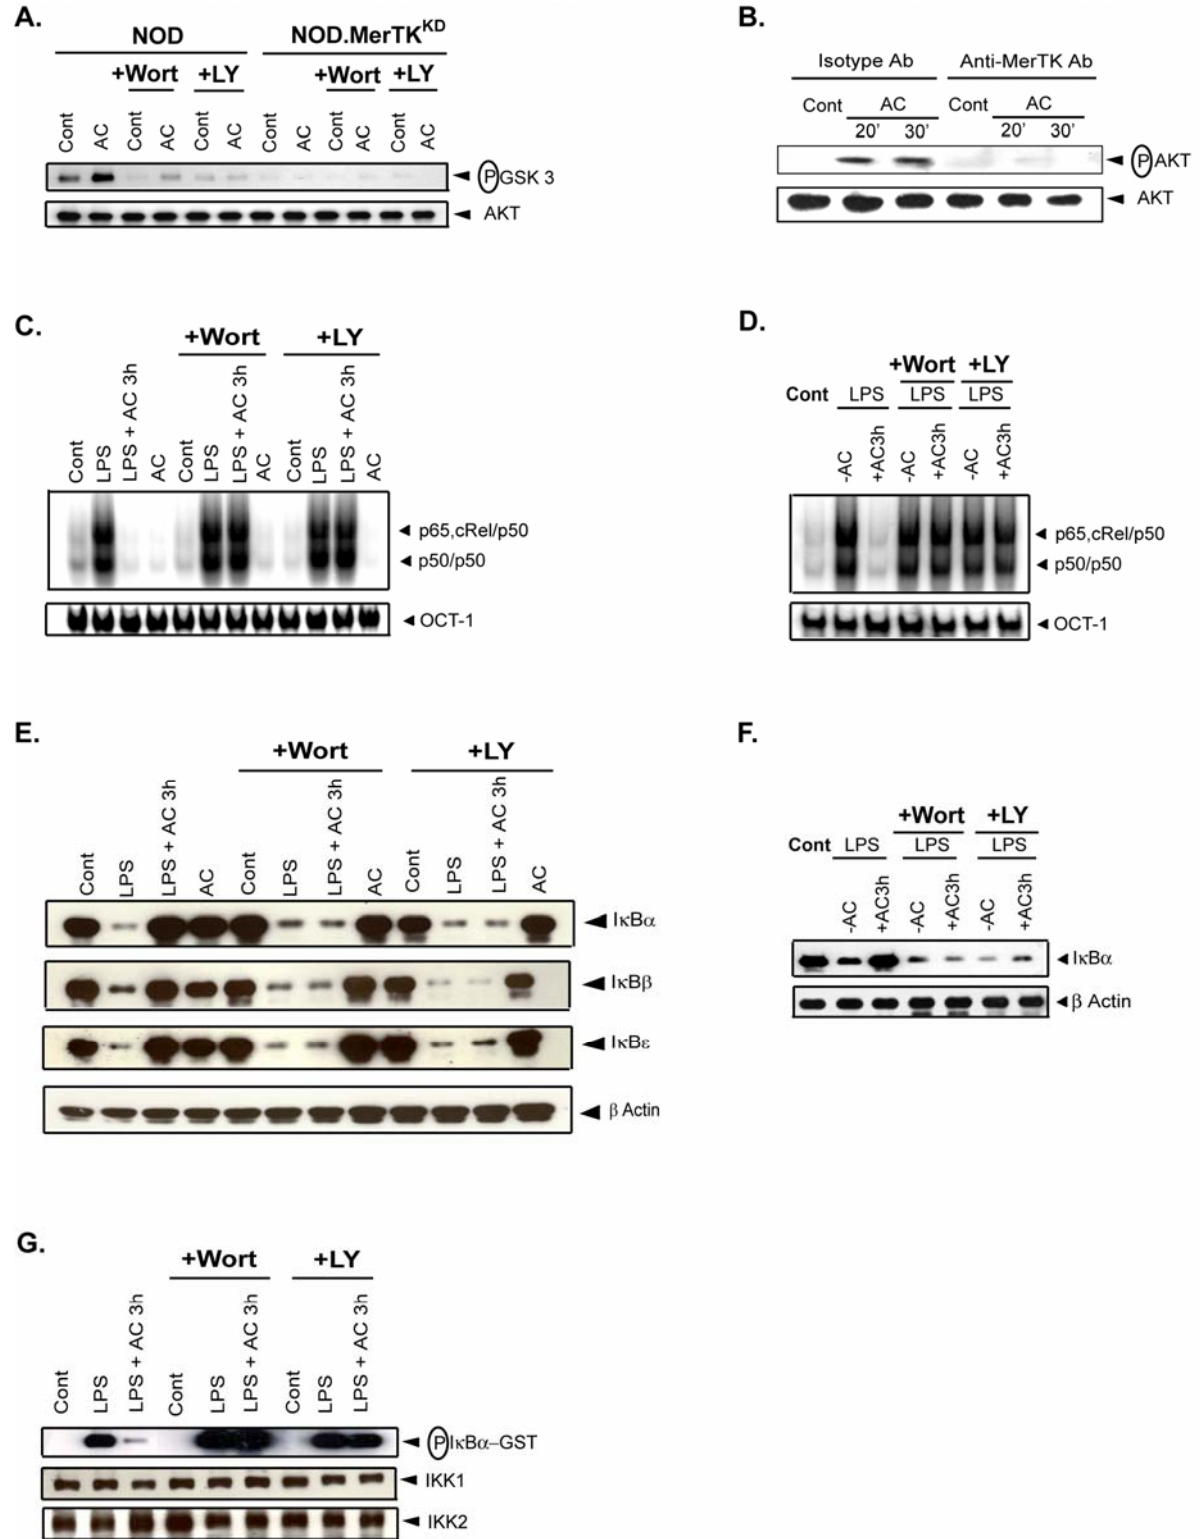 A.
NOD NOD.MerTK^KD
+Wort +LY +Wort +LY
Cont AC Cont AC Cont AC Cont AC Cont AC Cont AC
◄ ⓅGSK 3
◄ AKT
B.
Isotype Ab Anti-MerTK Ab
Cont AC Cont AC
20' 30' 20' 30'
◄ ⓅAKT
◄ AKT
C.
+Wort +LY
Cont LPS LPS + AC 3h AC Cont LPS LPS + AC 3h AC Cont LPS LPS + AC 3h AC
◄ p65,cRel/p50
◄ p50/p50
◄ OCT-1
D.
+Wort +LY
Cont LPS LPS LPS
-AC +AC3h -AC +AC3h -AC +AC3h
◄ p65,cRel/p50
◄ p50/p50
◄ OCT-1
E.
+Wort +LY
Cont LPS LPS + AC 3h AC Cont LPS LPS + AC 3h AC Cont LPS LPS + AC 3h AC
◄ IκBα
◄ IκBβ
◄ IκBε
◄ β Actin
F.
+Wort +LY
Cont LPS LPS LPS
-AC +AC3h -AC +AC3h -AC +AC3h
◄ IκBα
◄ β Actin
G.
+Wort +LY
Cont LPS LPS + AC 3h Cont LPS LPS + AC 3h Cont LPS LPS + AC 3h
◄ ⓅIκBα–GST
◄ IKK1
◄ IKK2